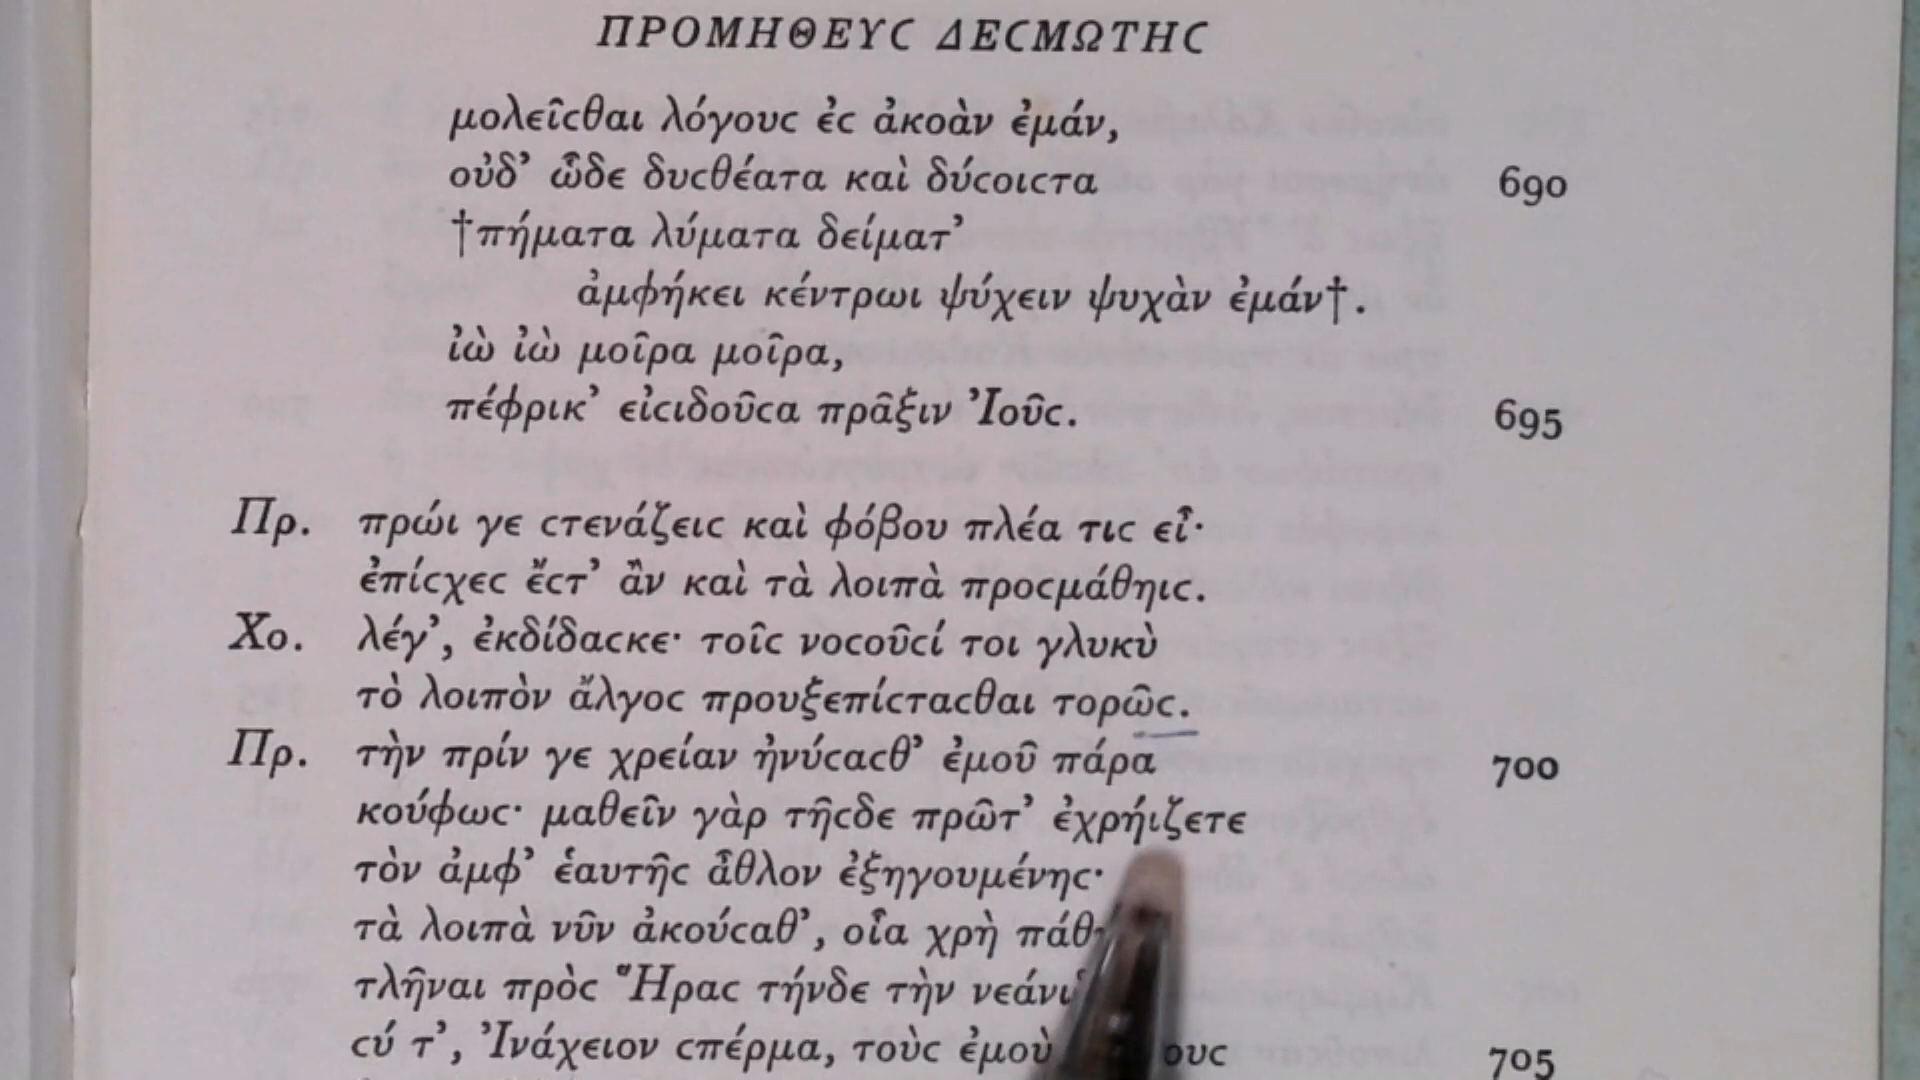 ΠΡΟΜΗΘΕΥϹ ΔΕϹΜΩΤΗϹ
μολεῖϲθαι λόγουϲ ἐϲ ἀκοὰν ἐμάν,
οὐδ’ ὧδε δυϲθέατα καὶ δύϲοιϲτα 690
†πήματα λύματα δείματ’
ἀμφήκει κέντρωι ψύχειν ψυχὰν ἐμάν†.
ἰὼ ἰὼ μοῖρα μοῖρα,
πέφρικ’ εἰϲιδοῦϲα πρᾶξιν Ἰοῦϲ. 695
Πρ. πρώι γε ϲτενάζειϲ καὶ φόβου πλέα τιϲ εἶ·
ἐπίϲχεϲ ἔϲτ’ ἂν καὶ τὰ λοιπὰ προϲμάθηιϲ.
Χο. λέγ’, ἐκδίδαϲκε· τοῖϲ νοϲοῦϲί τοι γλυκὺ
τὸ λοιπὸν ἄλγοϲ προυξεπίϲταϲθαι τορῶϲ.
Πρ. τὴν πρίν γε χρείαν ἠνύϲαϲθ’ ἐμοῦ πάρα 700
κούφωϲ· μαθεῖν γὰρ τῆϲδε πρῶτ’ ἐχρήιζετε
τὸν ἀμφ’ ἑαυτῆϲ ἆθλον ἐξηγουμένηϲ·
τὰ λοιπὰ νῦν ἀκούϲαθ’, οἷα χρὴ
τλῆναι πρὸϲ Ἥραϲ τήνδε τὴν
ϲύ τ’, Ἰνάχειον ϲπέρμα, τοὺϲ ἐμοὺ 705